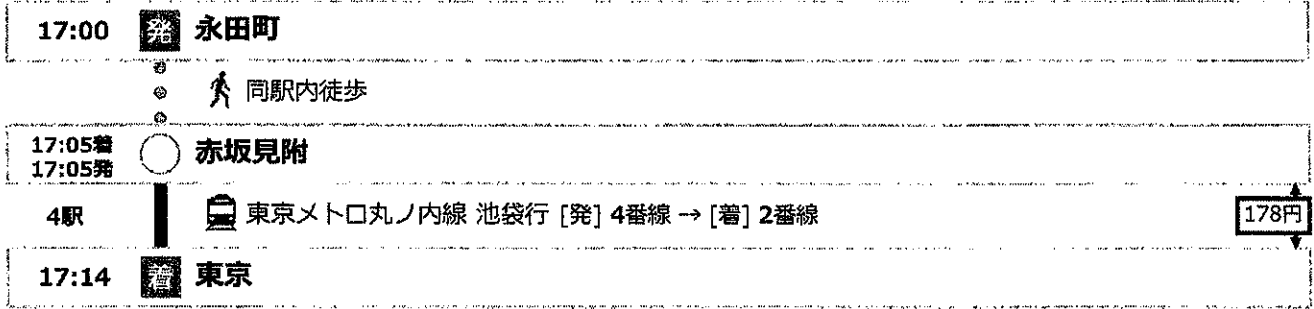 17:00 発 永田町
同駅内徒歩
17:05着
17:05発
赤坂見附
4駅 東京メトロ丸ノ内線 池袋行 [発] 4番線 → [着] 2番線 178円
17:14 着 東京